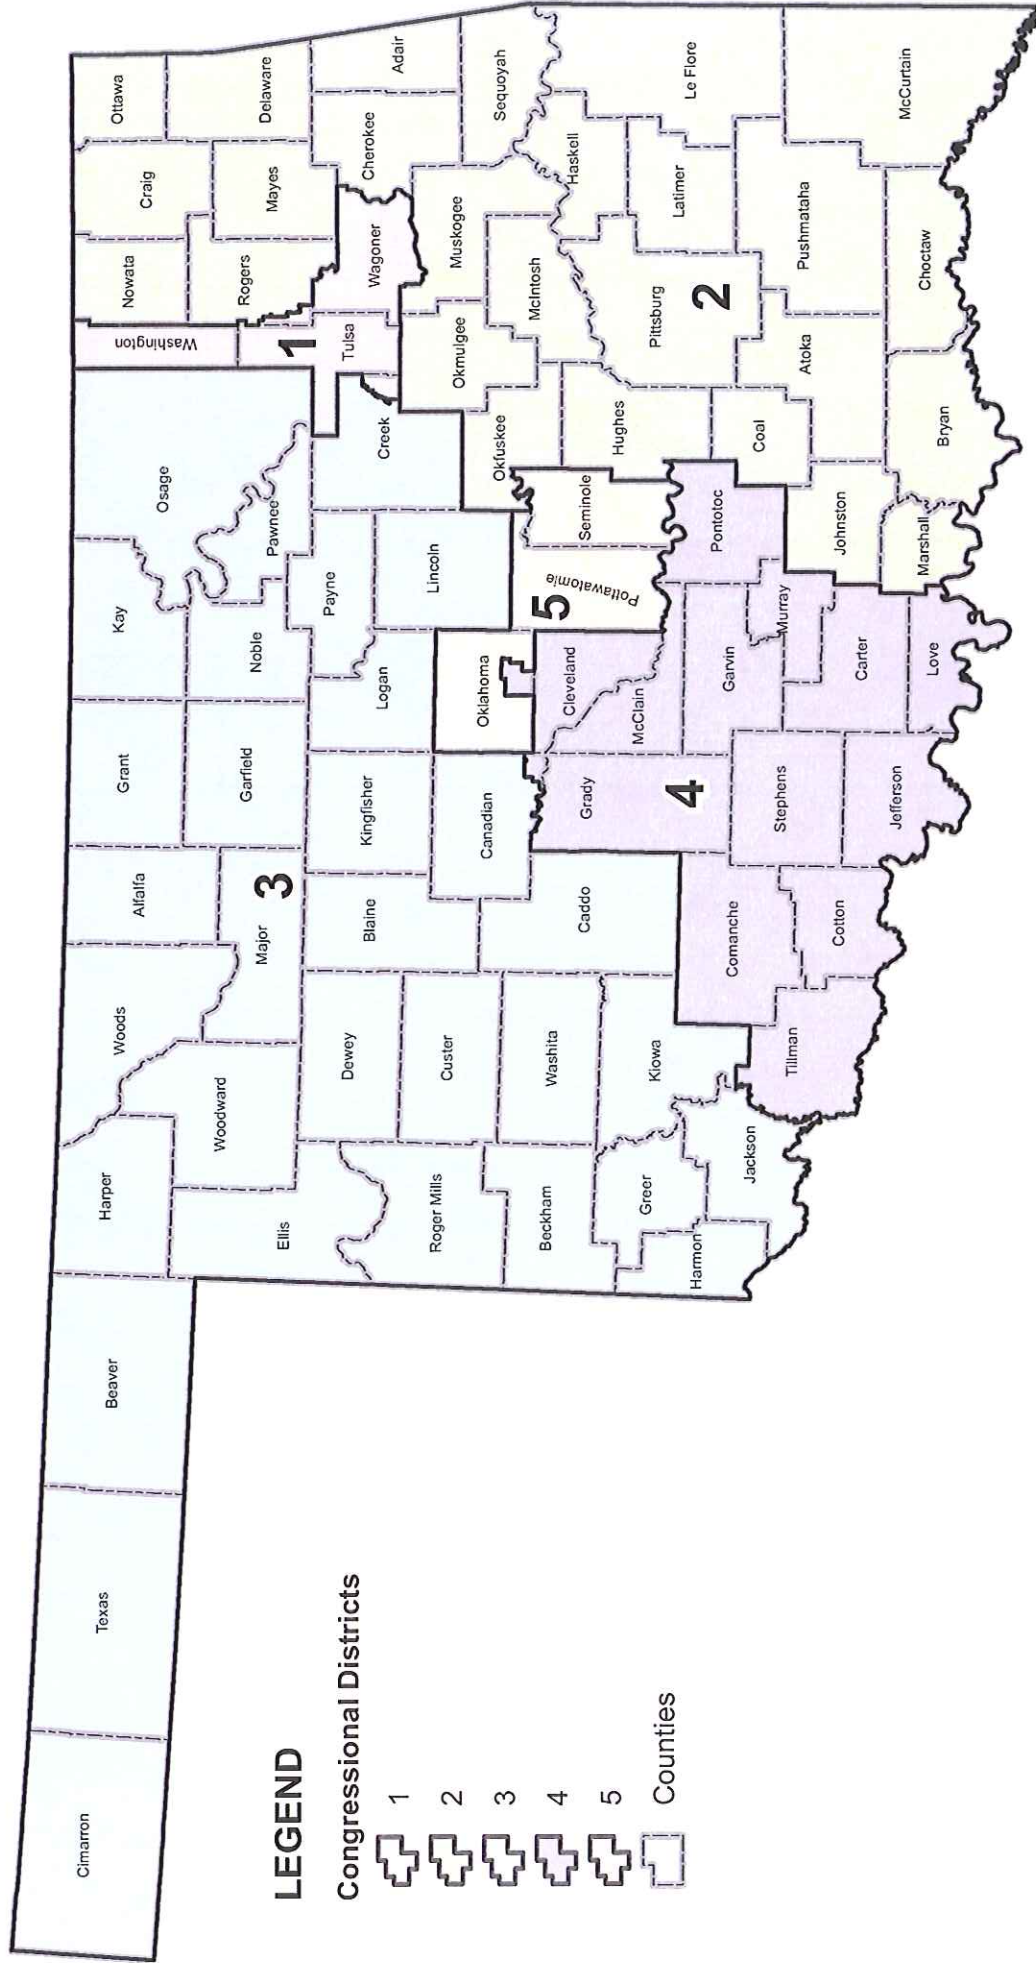 Cimarron
Texas
Beaver
Harper
Woods
Alfalfa
Grant
Kay
Osage
Washington
Nowata
Craig
Ottawa
Ellis
Woodward
Major
Garfield
Noble
Pawnee
Rogers
Mayes
Delaware
3
1
Roger Mills
Dewey
Blaine
Kingfisher
Logan
Payne
Creek
Tulsa
Wagoner
Cherokee
Adair
Custer
Canadian
Oklahoma
Lincoln
Okfuskee
Okmulgee
Muskogee
Sequoyah
Beckham
Washita
Caddo
Grady
Cleveland
McClain
5
Pottawatomie
Seminole
Hughes
McIntosh
Haskell
Harmon
Greer
Kiowa
Comanche
4
Garvin
Pontotoc
Pittsburg
2
Latimer
Le Flore
Jackson
Tillman
Cotton
Stephens
Murray
Coal
Atoka
Pushmataha
McCurtain
Jefferson
Carter
Love
Johnston
Marshall
Bryan
Choctaw
LEGEND
Congressional Districts
1
2
3
4
5
Counties